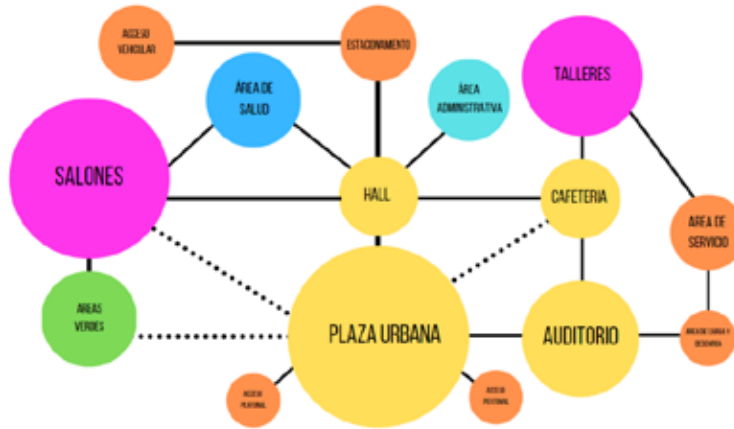 ACCESO
VEHICULAR
ESTACIONAMIENTO
TALLERES
ÁREA DE
SALUD
ÁREA
ADMINISTRATIVA
SALONES
HALL
CAFETERIA
AREA DE
SERVICIO
AREAS
VERDES
PLAZA URBANA
AUDITORIO
AREA DE CARGA Y
DESCARGA
ACCESO
PEATONAL
ACCESO
PEATONAL